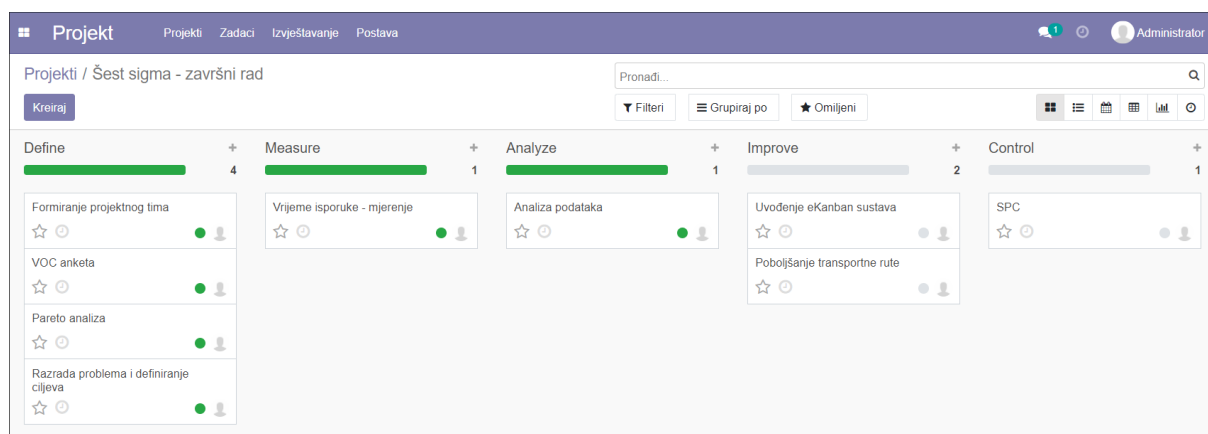 Projekt Projekti Zadaci Izvještavanje Postava 1 Administrator
Projekti / Šest sigma - završni rad
Pronađi...
Kreiraj
Filteri Grupiraj po Omiljeni
Define + Measure + Analyze + Improve + Control +
4 1 1 2 1
Formiranje projektnog tima
Vrijeme isporuke - mjerenje
Analiza podataka
Uvođenje eKanban sustava
SPC
VOC anketa
Poboljšanje transportne rute
Pareto analiza
Razrada problema i definiranje
ciljeva